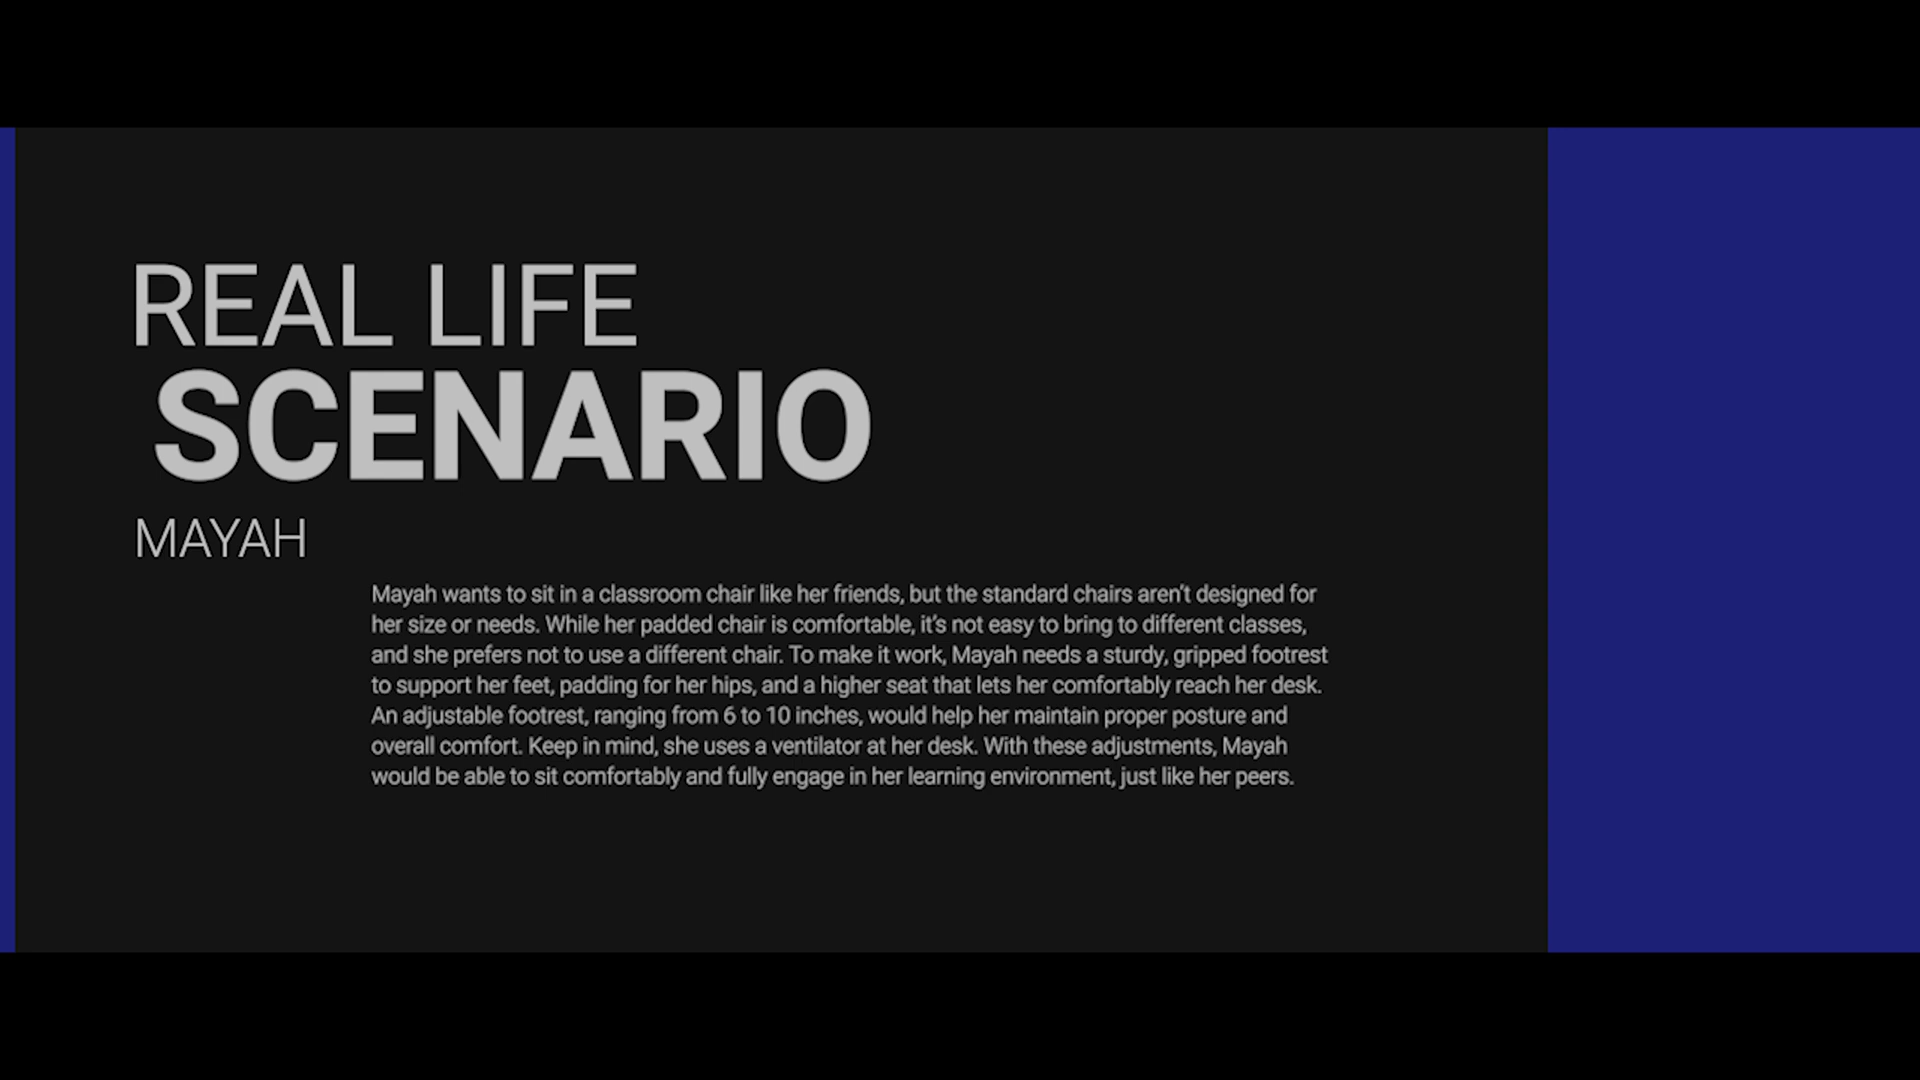 REAL LIFE
SCENARIO
MAYAH
Mayah wants to sit in a classroom chair like her friends, but the standard chairs aren’t designed for
her size or needs. While her padded chair is comfortable, it’s not easy to bring to different classes,
and she prefers not to use a different chair. To make it work, Mayah needs a sturdy, gripped footrest
to support her feet, padding for her hips, and a higher seat that lets her comfortably reach her desk.
An adjustable footrest, ranging from 6 to 10 inches, would help her maintain proper posture and
overall comfort. Keep in mind, she uses a ventilator at her desk. With these adjustments, Mayah
would be able to sit comfortably and fully engage in her learning environment, just like her peers.